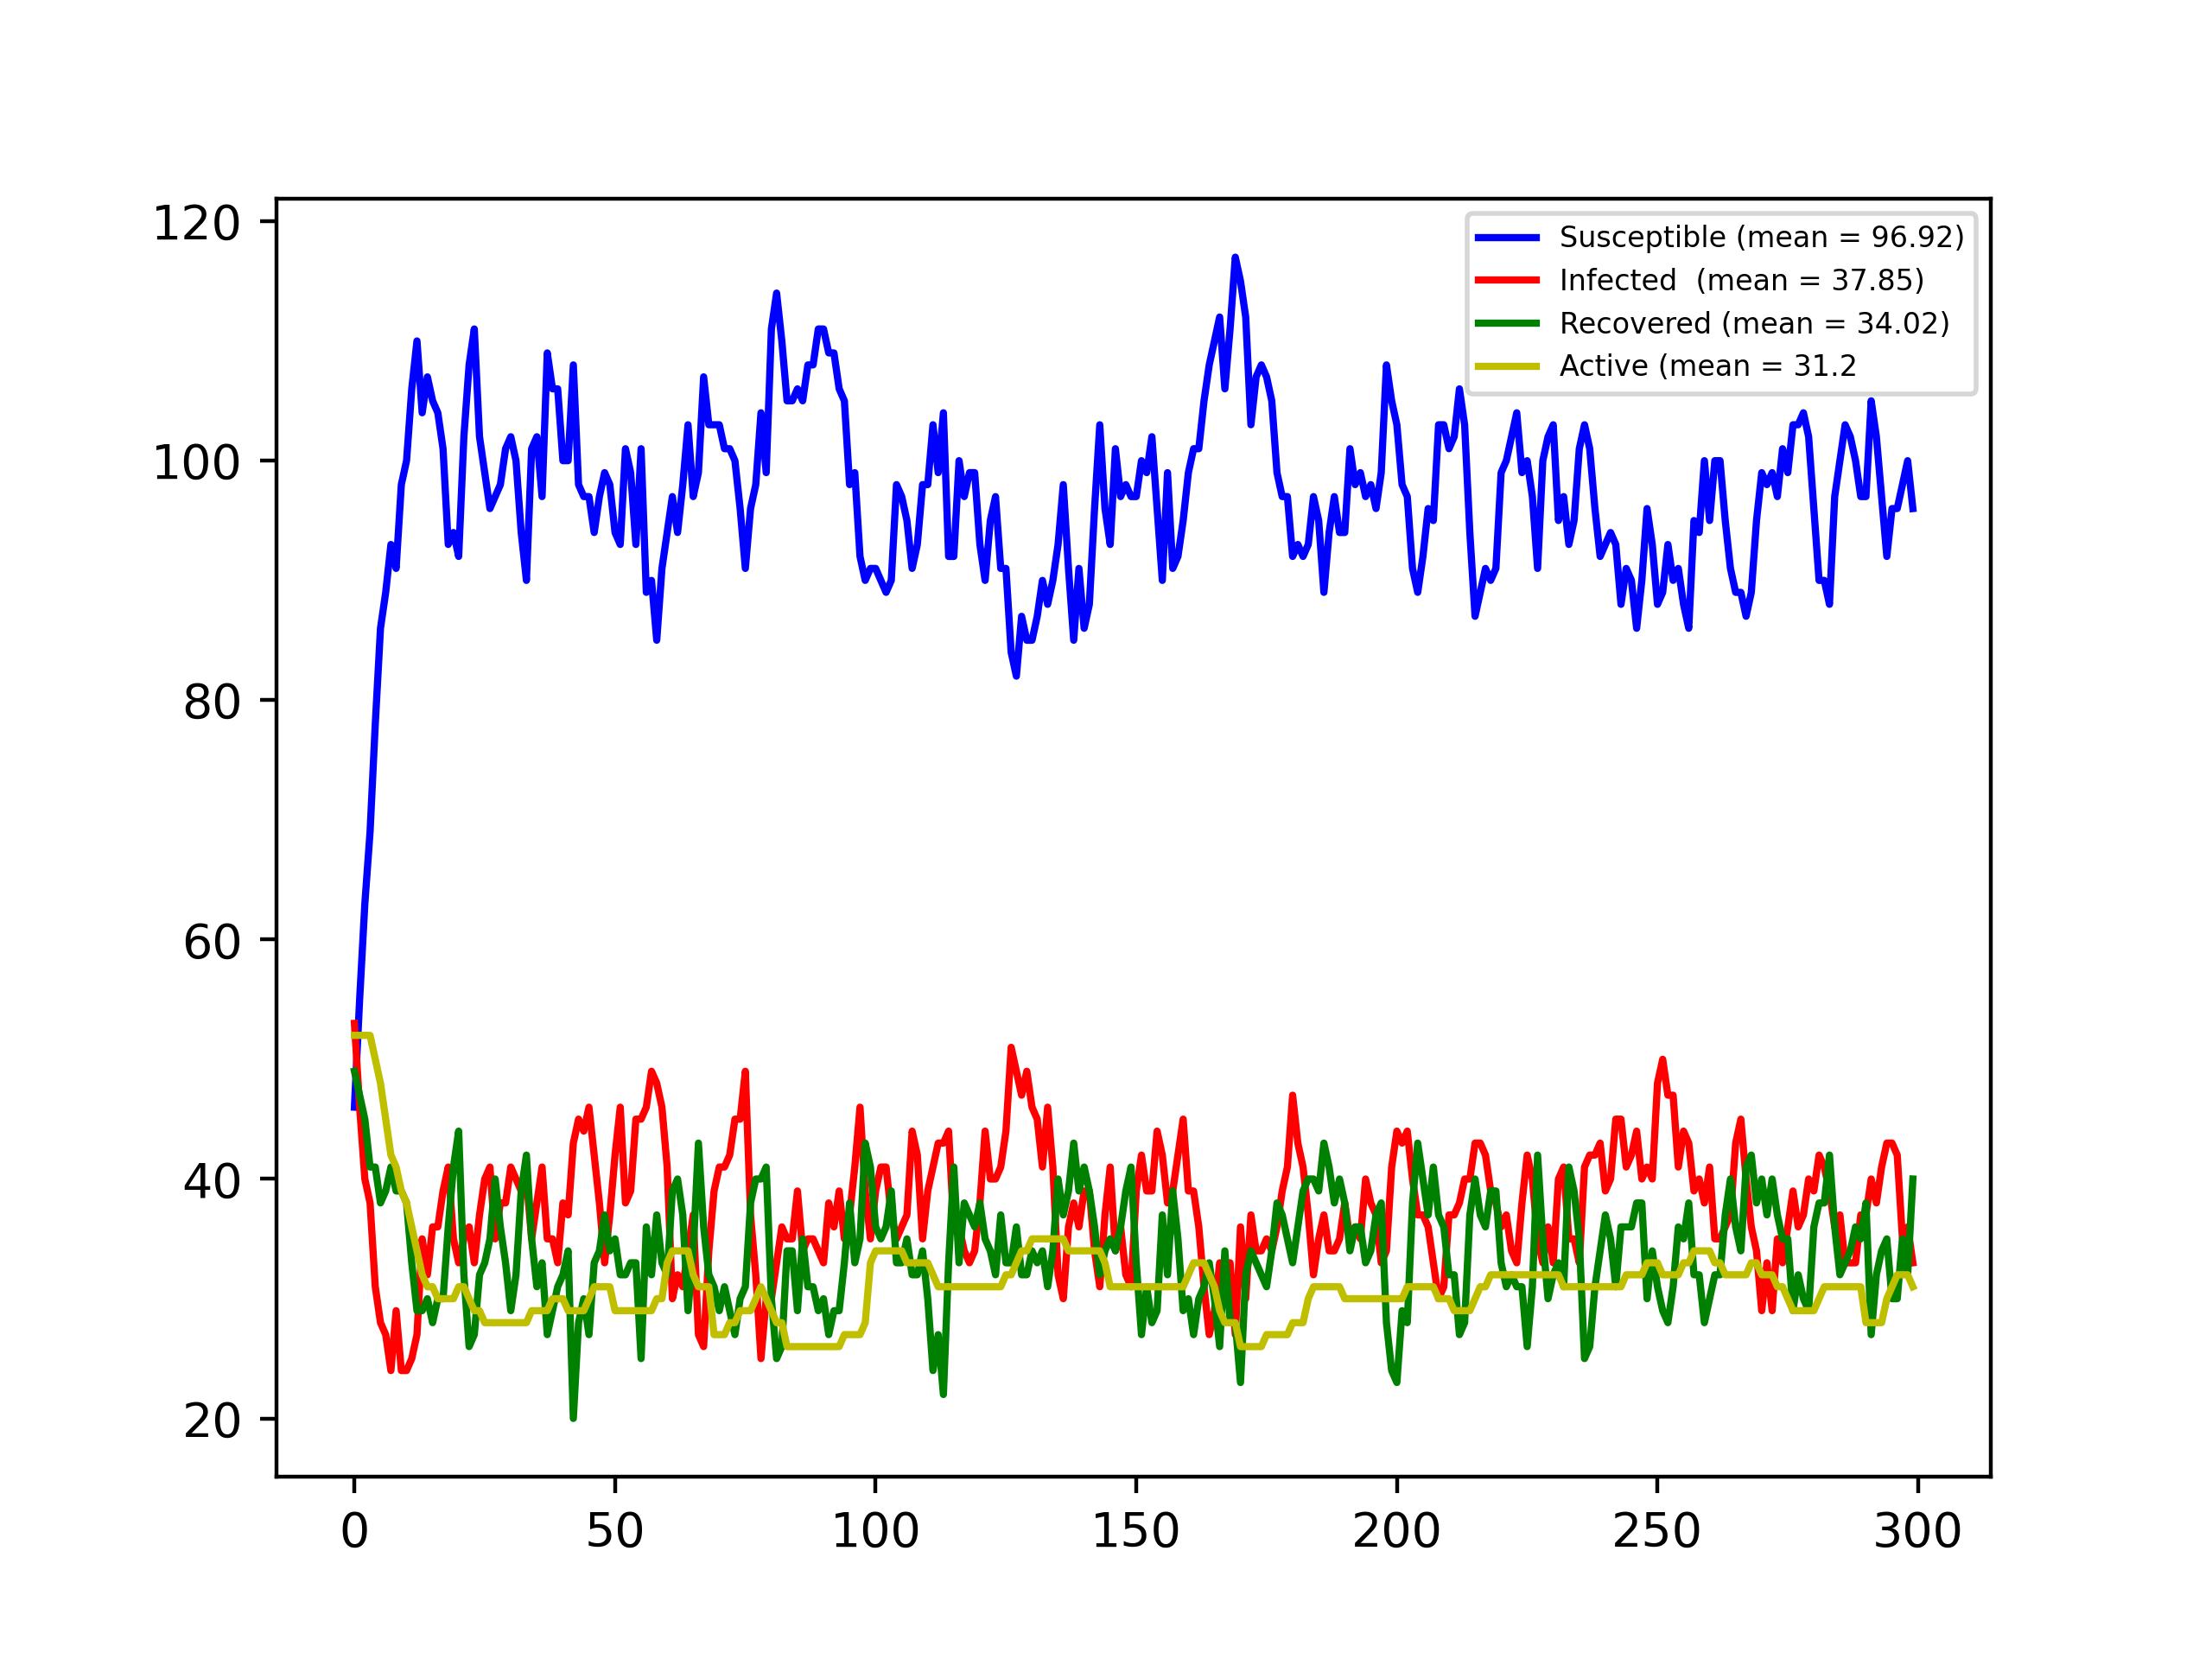 120
100
80
60
40
20
0 50 100 150 200 250 300
Susceptible (mean = 96.92)
Infected  (mean = 37.85)
Recovered (mean = 34.02)
Active (mean = 31.2